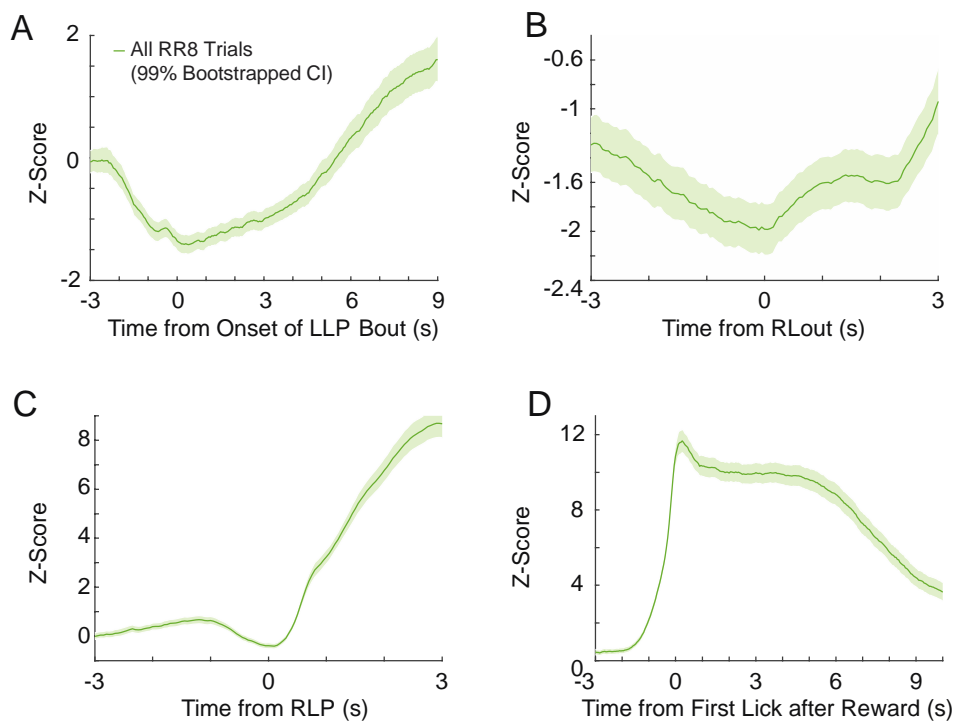 A
2
0
-2
-3
0
3
6
9
Z-Score
Time from Onset of LLP Bout (s)
All RR8 Trials
(99% Bootstrapped CI)
B
-0.6
-1
-1.6
-2
-2.4
-3
0
3
Z-Score
Time from RLout (s)
C
8
6
4
2
0
-3
-1
0
3
Z-Score
Time from RLP (s)
D
12
8
4
0
-3
0
3
6
9
Z-Score
Time from First Lick after Reward (s)